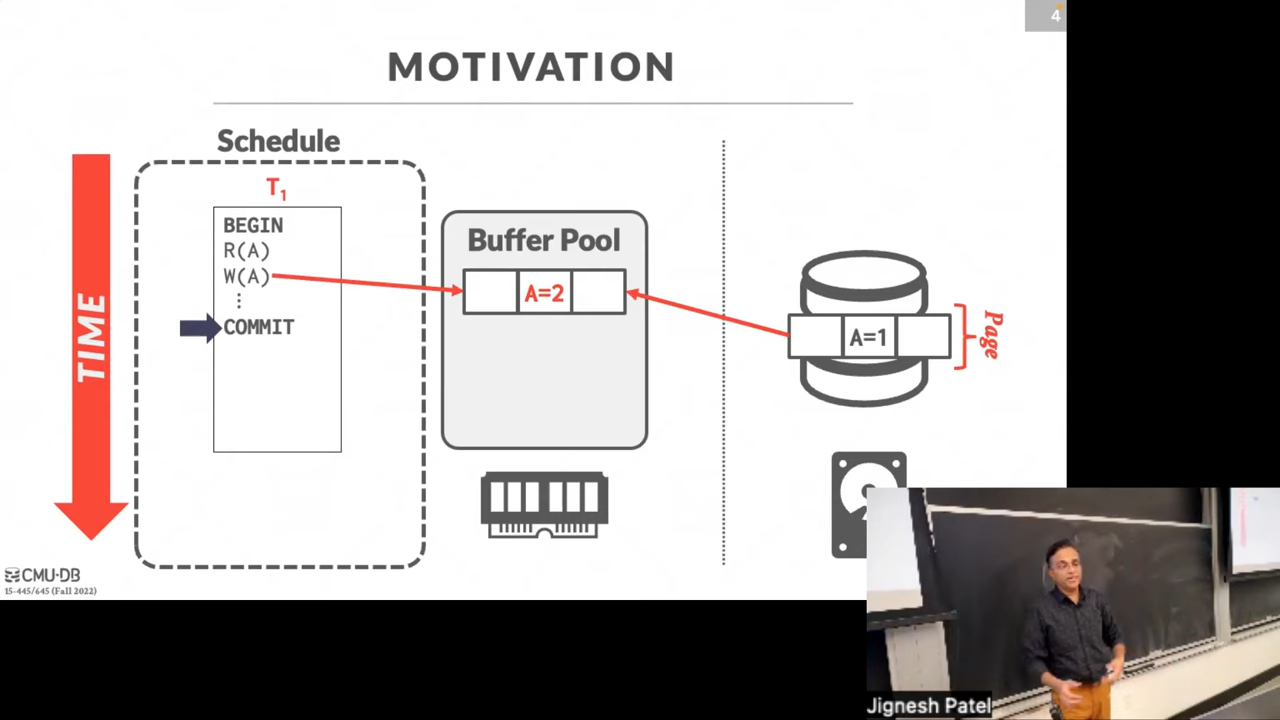 4
MOTIVATION
Schedule
TIME
T1
BEGIN
R(A)
W(A)
⋮
COMMIT
Buffer Pool
A=2
A=1
Page
CMU·DB
15-445/645 (Fall 2022)
Jignesh Patel